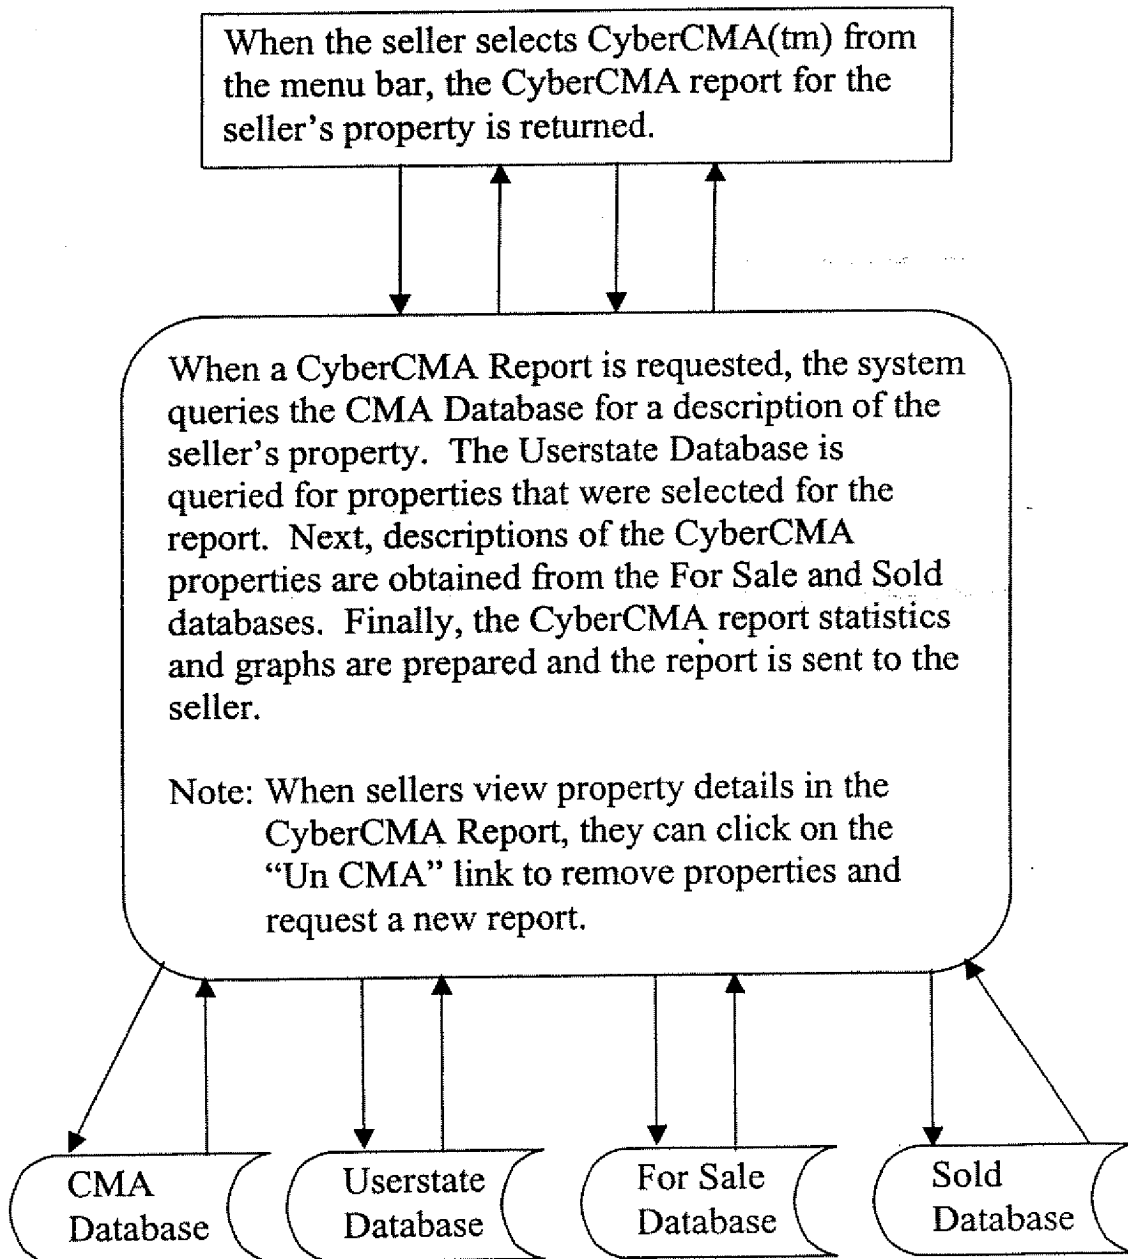 When the seller selects CyberCMA(tm) from
the menu bar, the CyberCMA report for the
seller's property is returned.
When a CyberCMA Report is requested, the system
queries the CMA Database for a description of the
seller's property. The Userstate Database is
queried for properties that were selected for the
report. Next, descriptions of the CyberCMA
properties are obtained from the For Sale and Sold
databases. Finally, the CyberCMA report statistics
and graphs are prepared and the report is sent to the
seller.
Note: When sellers view property details in the
CyberCMA Report, they can click on the
“Un CMA” link to remove properties and
request a new report.
CMA
Database
Userstate
Database
For Sale
Database
Sold
Database